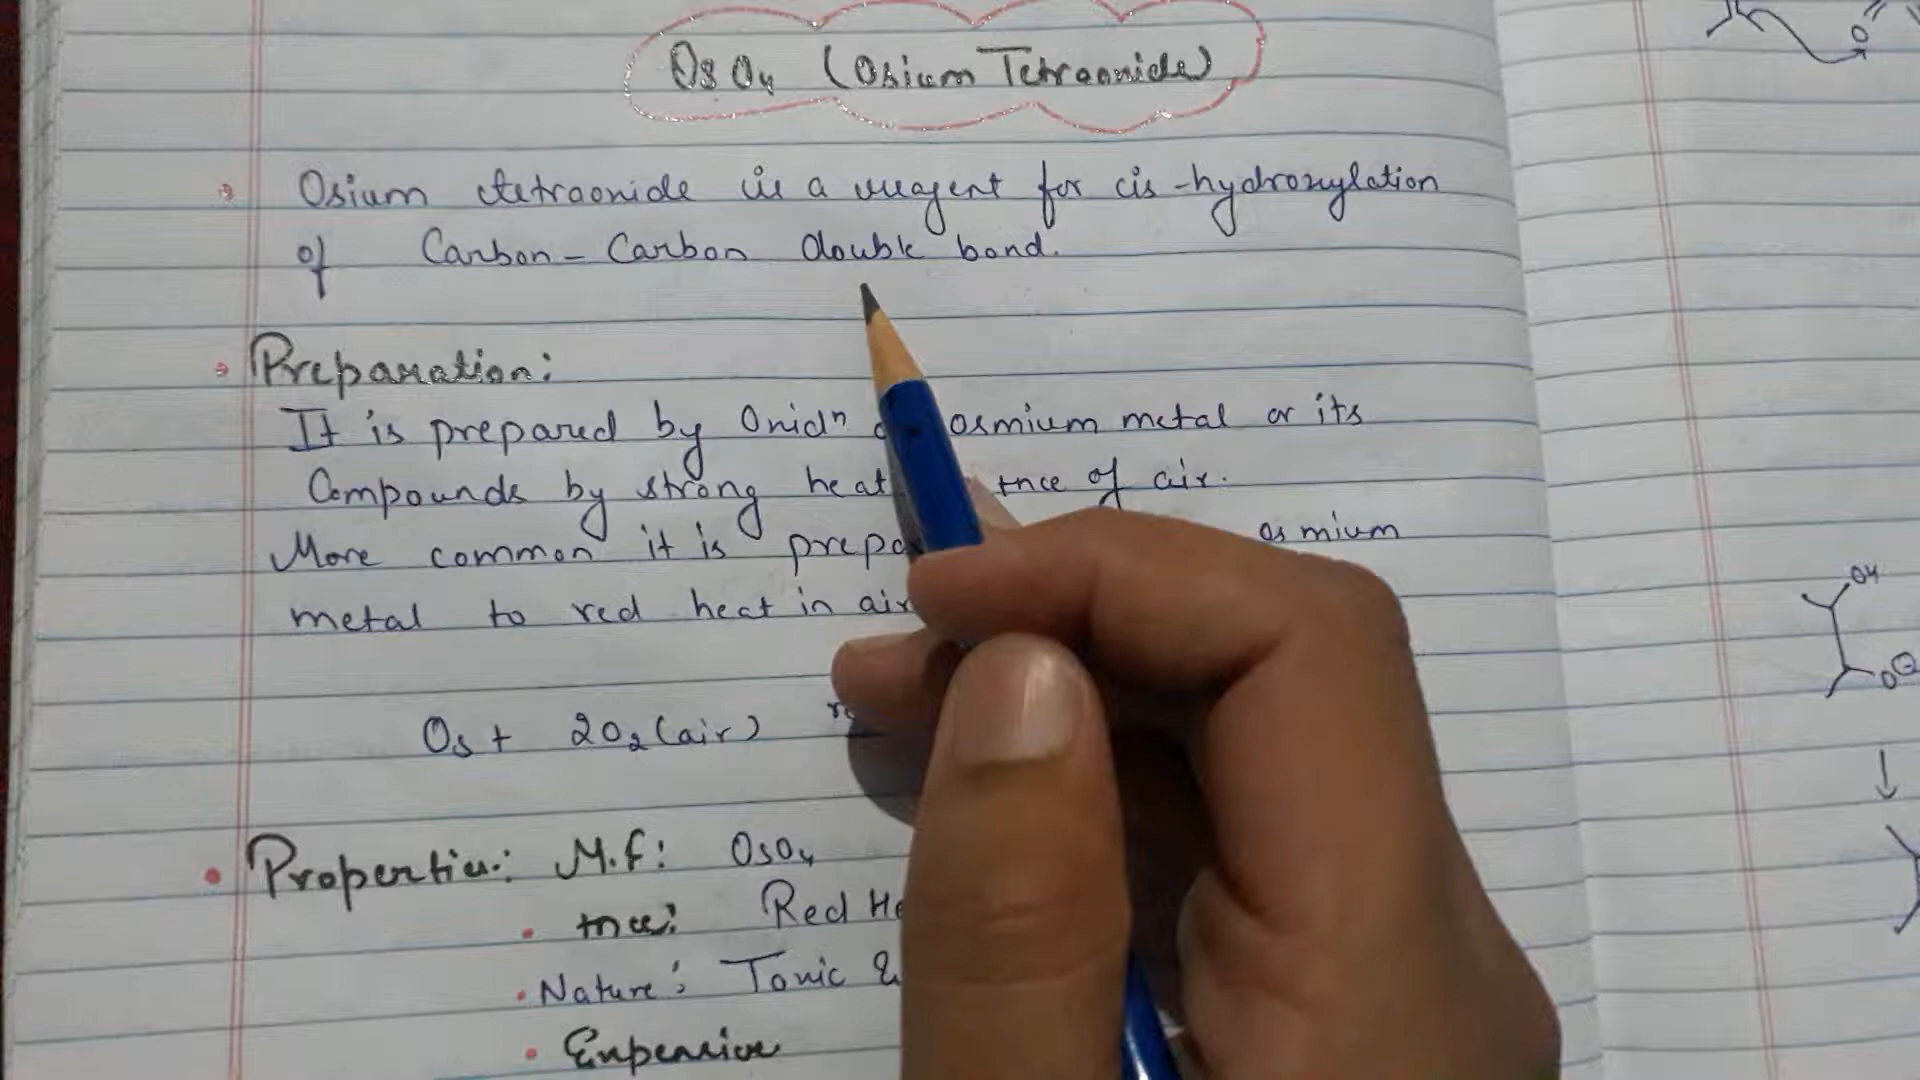 OsO4 (Osium Tetraoxide)
Osium tetraoxide is a reagent for cis-hydroxylation
of Carbon-Carbon double bond.
Preparation:
It is prepared by Oxidn osmium metal or its
Compounds by strong heat of air.
More common it is osmium
metal to red heat in air
Os + 2O2 (air)
Properties: M.f: OsO4
tnce: Red
Nature: Toxic &
Expensive
OH
O⊖
O